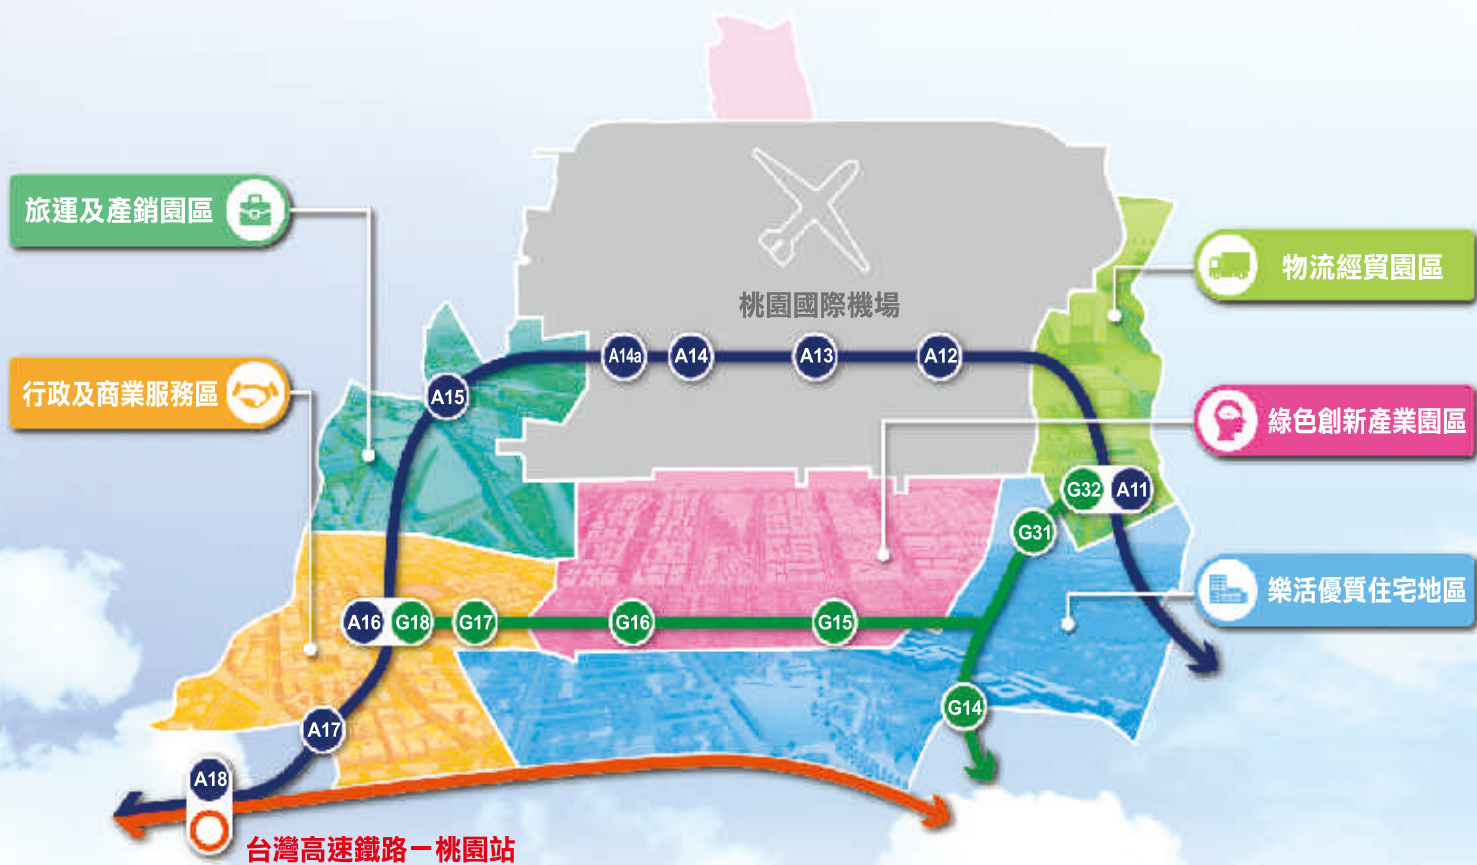 旅運及產銷園區
物流經貿園區
桃園國際機場
A14a
A14
A13
A12
行政及商業服務區
A15
綠色創新產業園區
G32
A11
G31
樂活優質住宅地區
A16
G18
G17
G16
G15
G14
A17
A18
台灣高速鐵路－桃園站